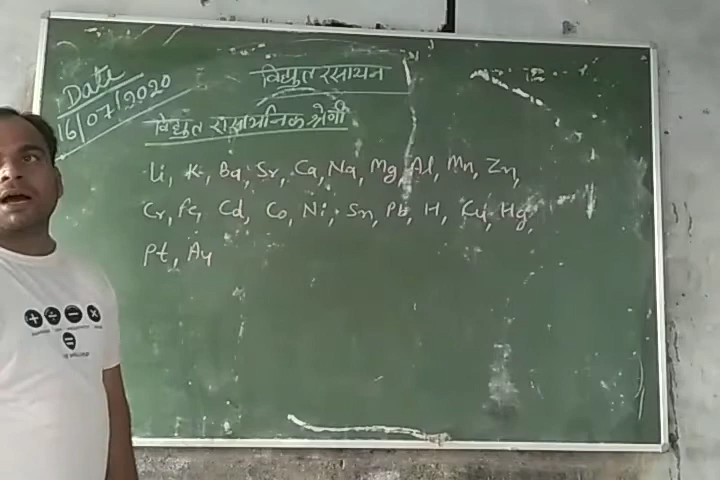 Date
16/07/2020
विद्युत रसायन
विद्युत रासायनिक श्रेणी
Li, K, Ba, Sr, Ca, Na, Mg, Al, Mn, Zn,
Cr, Fe, Cd, Co, Ni, Sn, Pb, H, Cu, Hg,
Pt, Au